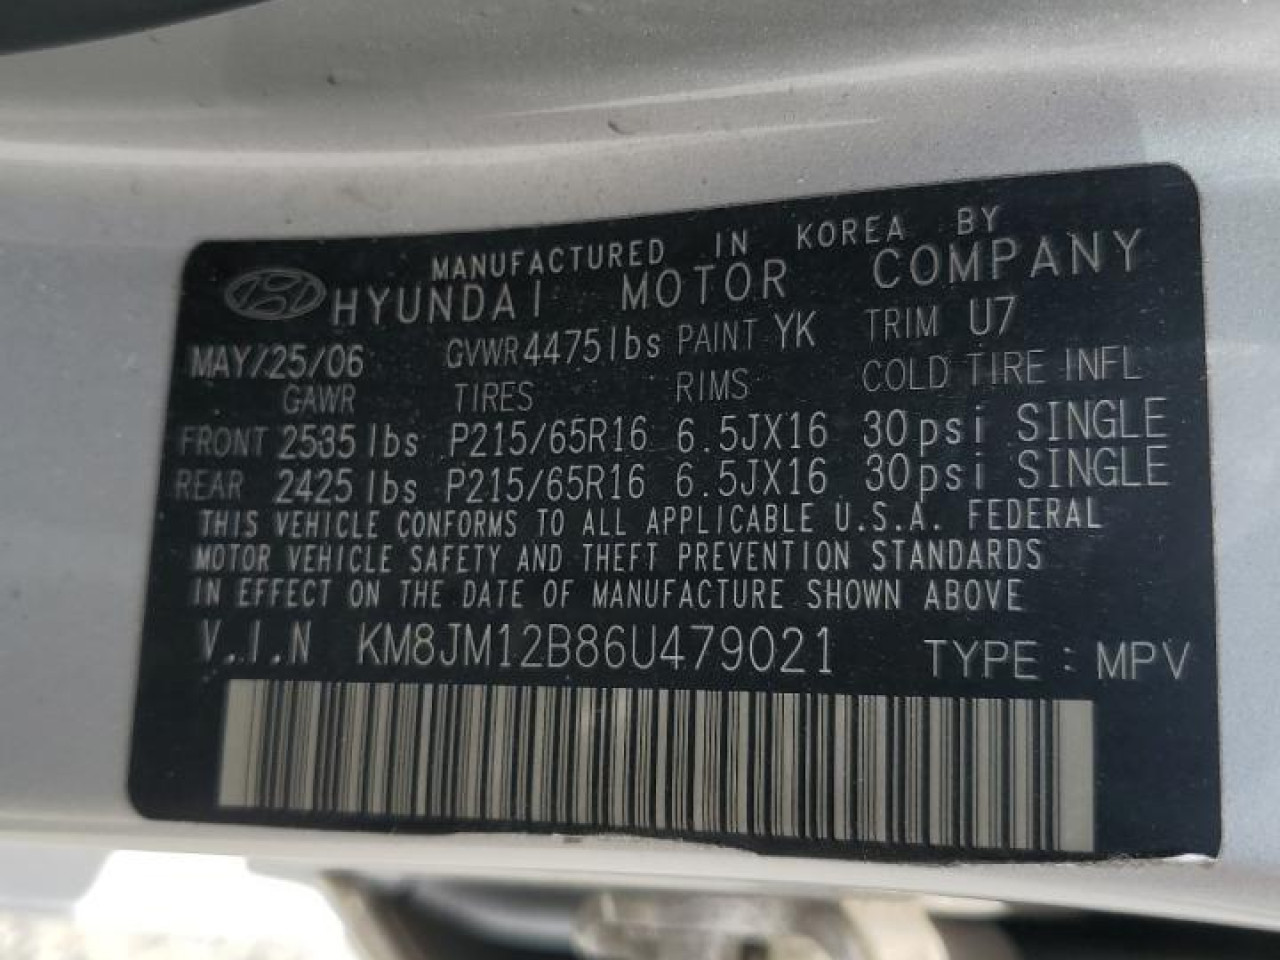 MANUFACTURED IN KOREA BY
HYUNDAI MOTOR COMPANY
MAY/25/06 GVWR 4475lbs PAINT YK TRIM U7
GAWR TIRES RIMS COLD TIRE INFL
FRONT 2535 lbs P215/65R16 6.5JX16 30psi SINGLE
REAR 2425 lbs P215/65R16 6.5JX16 30psi SINGLE
THIS VEHICLE CONFORMS TO ALL APPLICABLE U.S.A. FEDERAL
MOTOR VEHICLE SAFETY AND THEFT PREVENTION STANDARDS
IN EFFECT ON THE DATE OF MANUFACTURE SHOWN ABOVE
V.I.N KM8JM12B86U479021 TYPE : MPV